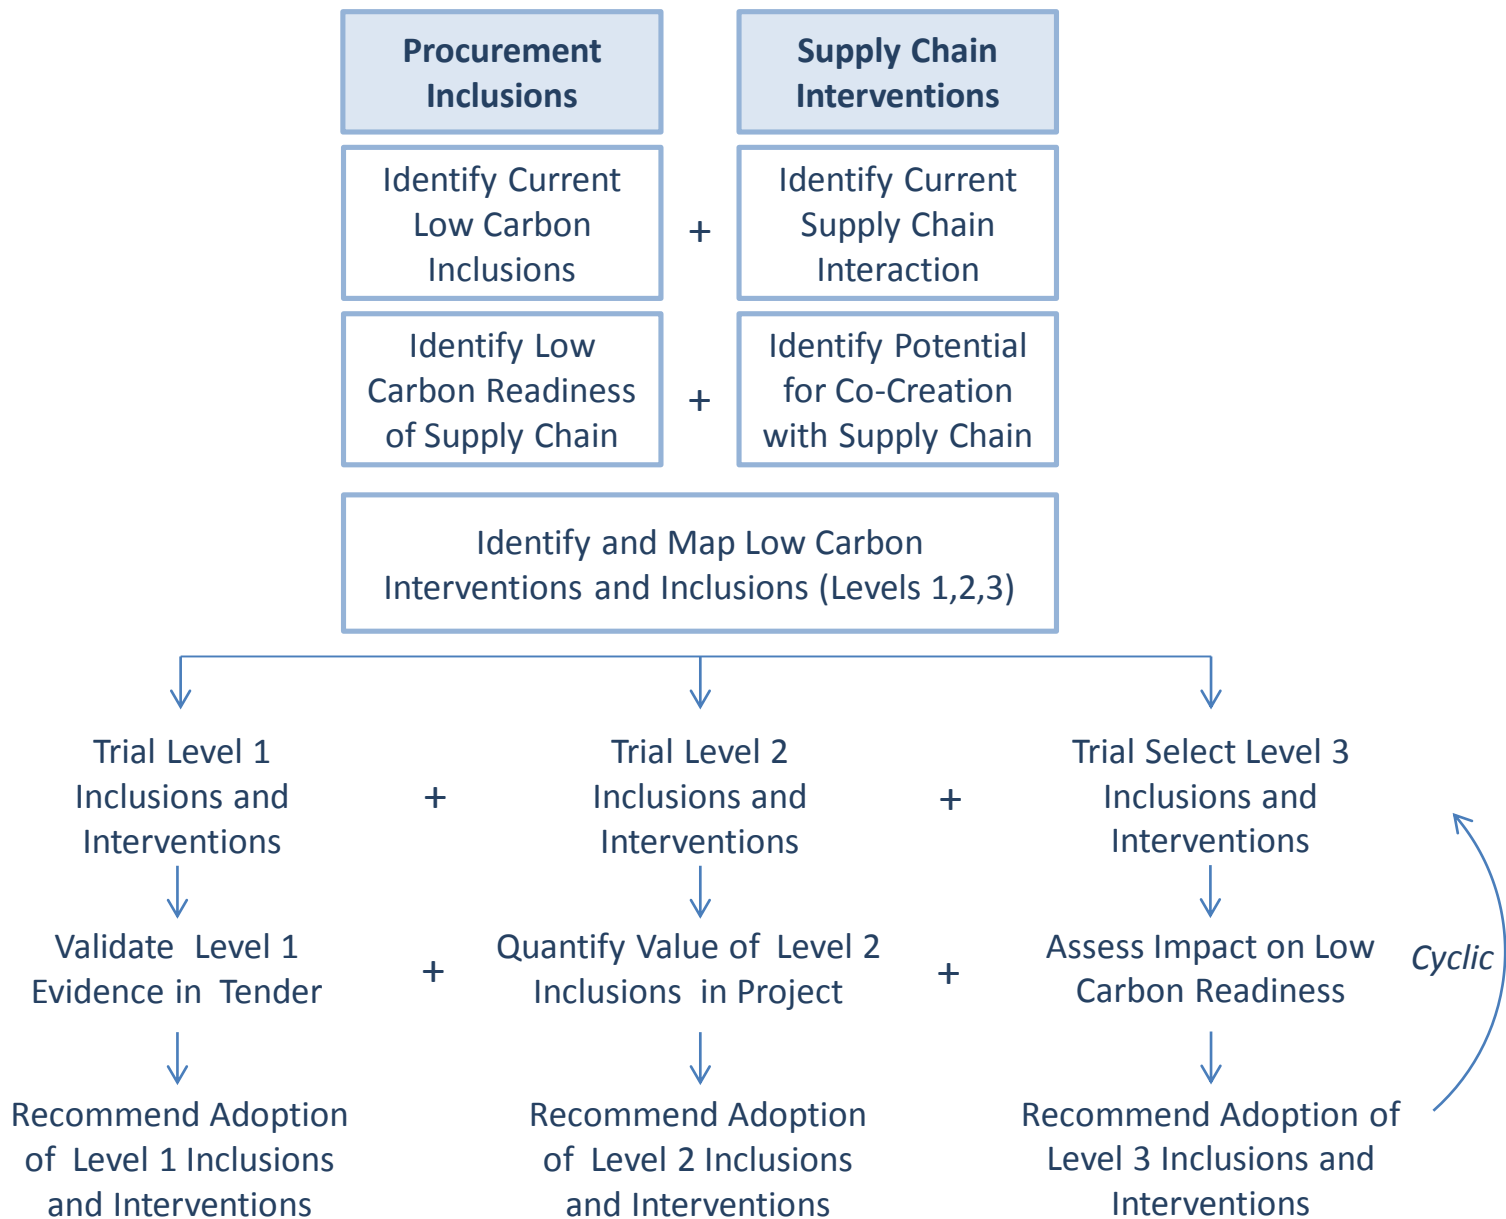 Procurement
Inclusions
Supply Chain
Interventions
Identify Current
Low Carbon
Inclusions
+
Identify Current
Supply Chain
Interaction
Identify Low
Carbon Readiness
of Supply Chain
+
Identify Potential
for Co-Creation
with Supply Chain
Identify and Map Low Carbon
Interventions and Inclusions (Levels 1,2,3)
Trial Level 1
Inclusions and
Interventions
+
Trial Level 2
Inclusions and
Interventions
+
Trial Select Level 3
Inclusions and
Interventions
Validate Level 1
Evidence in Tender
+
Quantify Value of Level 2
Inclusions in Project
+
Assess Impact on Low
Carbon Readiness
Cyclic
Recommend Adoption
of Level 1 Inclusions
and Interventions
Recommend Adoption
of Level 2 Inclusions
and Interventions
Recommend Adoption of
Level 3 Inclusions and
Interventions